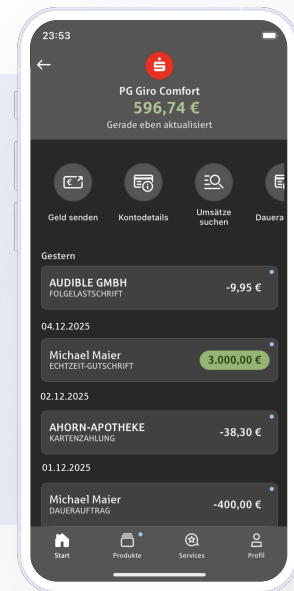 23:53
PG Giro Comfort
596,74 €
Gerade eben aktualisiert
Geld senden
Kontodetails
Umsätze
suchen
Dauera
Gestern
AUDIBLE GMBH
FOLGELASTSCHRIFT
-9,95 €
04.12.2025
Michael Maier
ECHTZEIT-GUTSCHRIFT
3.000,00 €
02.12.2025
AHORN-APOTHEKE
KARTENZAHLUNG
-38,30 €
01.12.2025
Michael Maier
DAUERAUFTRAG
-400,00 €
Start
Produkte
Services
Profil